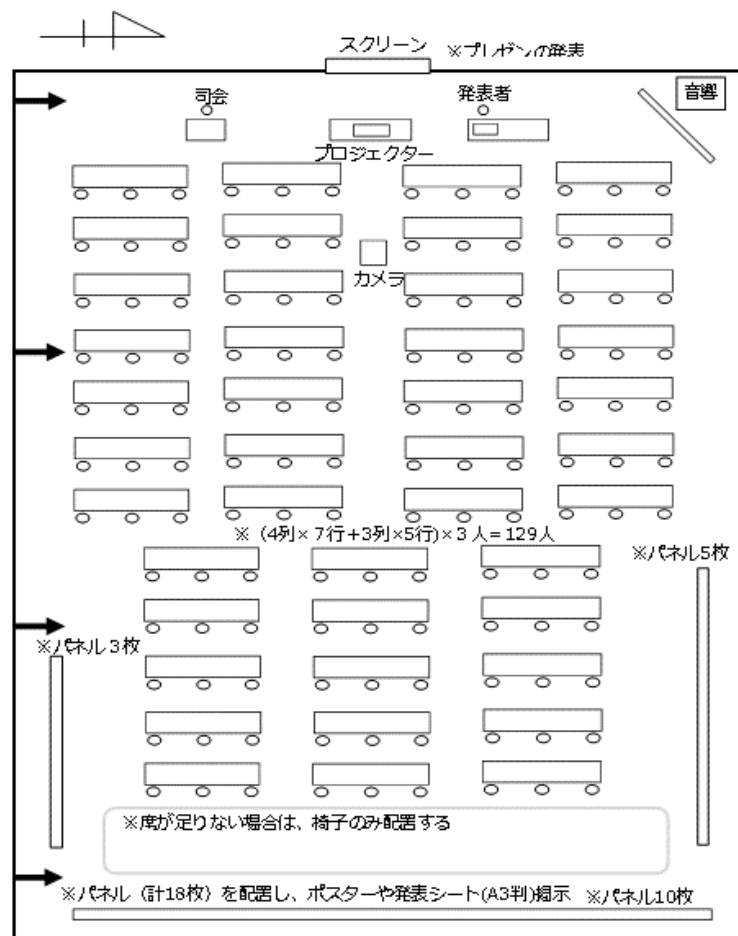 スクリーン ※プレゼンの発表
司会
発表者
音響
プロジェクター
カメラ
※（4列×7行＋3列×5行）×3人＝129人
※パネル5枚
※パネル3枚
※席が足りない場合は、椅子のみ配置する
※パネル（計18枚）を配置し、ポスターや発表シート(A3判)掲示 ※パネル10枚